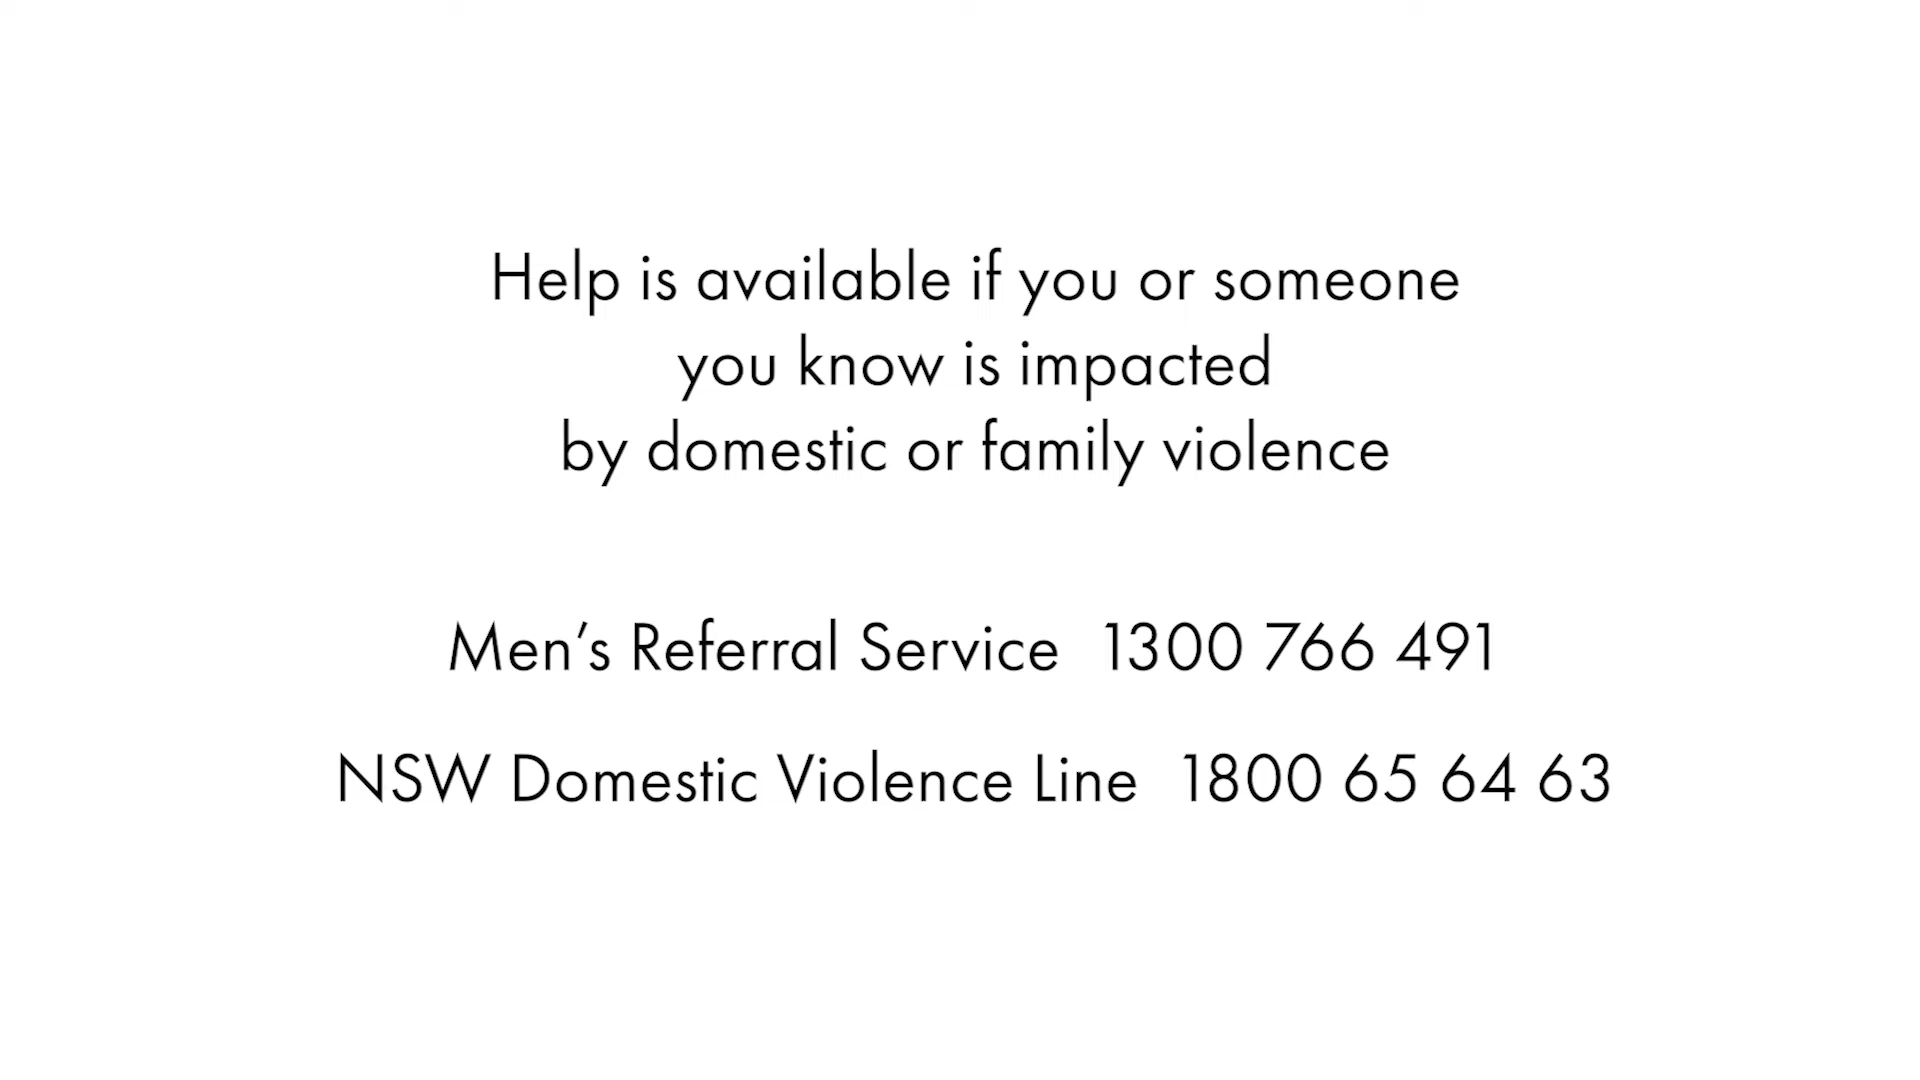 Help is available if you or someone
you know is impacted
by domestic or family violence
Men’s Referral Service 1300 766 491
NSW Domestic Violence Line 1800 65 64 63